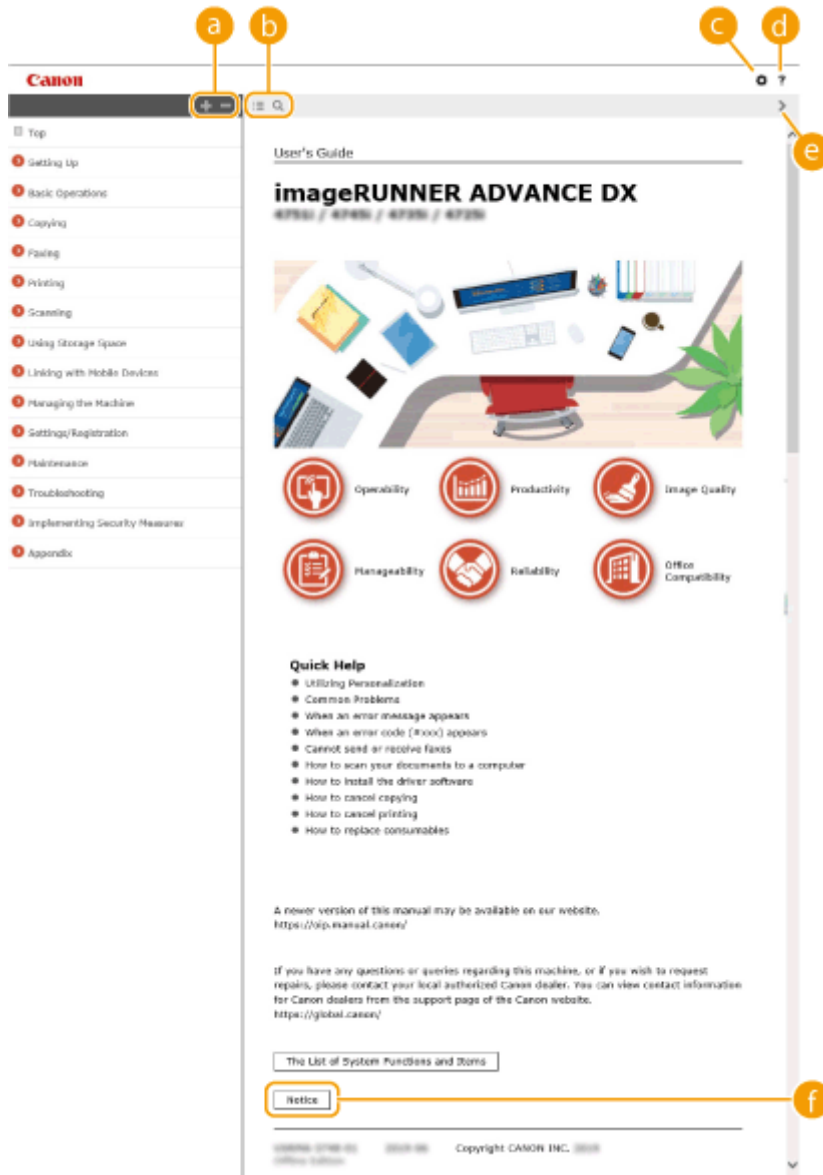 a b c d
Canon
?
e
Top
Setting Up
Basic Operations
Copying
Faxing
Printing
Scanning
Using Storage Space
Linking with Mobile Devices
Managing the Machine
Settings/Registration
Maintenance
Troubleshooting
Implementing Security Measures
Appendix
User's Guide
imageRUNNER ADVANCE DX
4751i / 4745i / 4735i / 4725i
Operability
Productivity
Image Quality
Manageability
Reliability
Office
Compatibility
Quick Help
Utilizing Personalization
Common Problems
When an error message appears
When an error code (#xxx) appears
Cannot send or receive faxes
How to scan your documents to a computer
How to install the driver software
How to cancel copying
How to cancel printing
How to replace consumables
A newer version of this manual may be available on our website.
https://oip.manual.canon/
If you have any questions or queries regarding this machine, or if you wish to request
repairs, please contact your local authorized Canon dealer. You can view contact information
for Canon dealers from the support page of the Canon website.
https://global.canon/
The List of System Functions and Items
Notice
f
Copyright CANON INC.